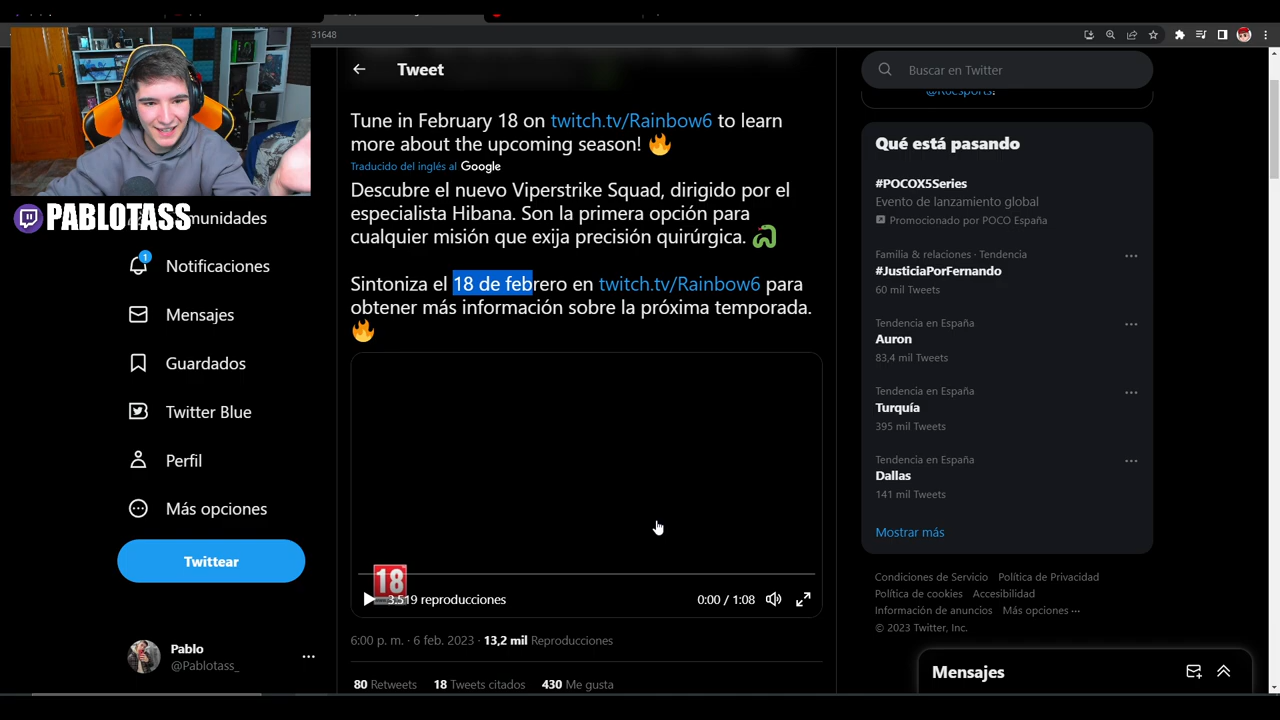 31648
PABLOTASS
munidades
Notificaciones
1
Mensajes
Guardados
Twitter Blue
Perfil
Más opciones
Twittear
Pablo
@Pablotass_
Tweet
Tune in February 18 on twitch.tv/Rainbow6 to learn
more about the upcoming season! 🔥
Traducido del inglés al Google
Descubre el nuevo Viperstrike Squad, dirigido por el
especialista Hibana. Son la primera opción para
cualquier misión que exija precisión quirúrgica. 🐍
Sintoniza el 18 de febrero en twitch.tv/Rainbow6 para
obtener más información sobre la próxima temporada.
🔥
18
3.519 reproducciones
0:00 / 1:08
6:00 p. m. · 6 feb. 2023 · 13,2 mil Reproducciones
80 Retweets 18 Tweets citados 430 Me gusta
Buscar en Twitter
@R6esports!
Qué está pasando
#POCOX5Series
Evento de lanzamiento global
Promocionado por POCO España
Familia & relaciones · Tendencia
#JusticiaPorFernando
60 mil Tweets
Tendencia en España
Auron
83,4 mil Tweets
Tendencia en España
Turquía
395 mil Tweets
Tendencia en España
Dallas
141 mil Tweets
Mostrar más
Condiciones de Servicio Política de Privacidad
Política de cookies Accesibilidad
Información de anuncios Más opciones ···
© 2023 Twitter, Inc.
Mensajes